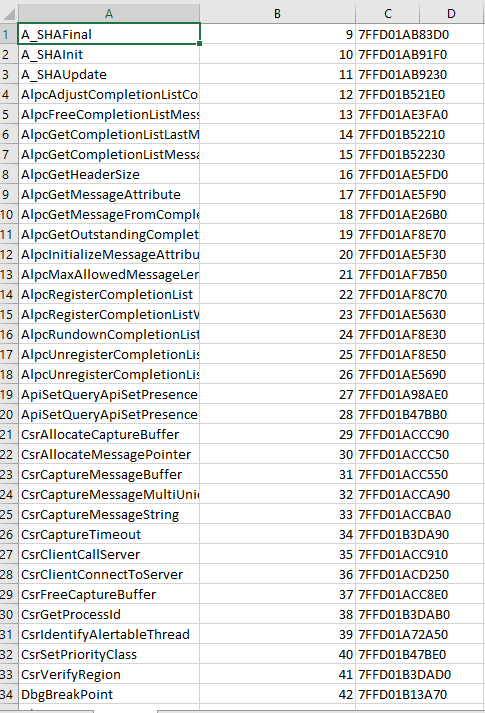 A B C D
1 A_SHAFinal 9 7FFD01AB83D0
2 A_SHAInit 10 7FFD01AB91F0
3 A_SHAUpdate 11 7FFD01AB9230
4 AlpcAdjustCompletionListCo 12 7FFD01B521E0
5 AlpcFreeCompletionListMess 13 7FFD01AE3FA0
6 AlpcGetCompletionListLastM 14 7FFD01B52210
7 AlpcGetCompletionListMessa 15 7FFD01B52230
8 AlpcGetHeaderSize 16 7FFD01AE5FD0
9 AlpcGetMessageAttribute 17 7FFD01AE5F90
10 AlpcGetMessageFromComple 18 7FFD01AE26B0
11 AlpcGetOutstandingComplet 19 7FFD01AF8E70
12 AlpcInitializeMessageAttribu 20 7FFD01AE5F30
13 AlpcMaxAllowedMessageLer 21 7FFD01AF7B50
14 AlpcRegisterCompletionList 22 7FFD01AF8C70
15 AlpcRegisterCompletionListW 23 7FFD01AE5630
16 AlpcRundownCompletionList 24 7FFD01AF8E30
17 AlpcUnregisterCompletionLis 25 7FFD01AF8E50
18 AlpcUnregisterCompletionLis 26 7FFD01AE5690
19 ApiSetQueryApiSetPresence 27 7FFD01A98AE0
20 ApiSetQueryApiSetPresence 28 7FFD01B47BB0
21 CsrAllocateCaptureBuffer 29 7FFD01ACCC90
22 CsrAllocateMessagePointer 30 7FFD01ACCC50
23 CsrCaptureMessageBuffer 31 7FFD01ACC550
24 CsrCaptureMessageMultiUni 32 7FFD01ACCA90
25 CsrCaptureMessageString 33 7FFD01ACCBA0
26 CsrCaptureTimeout 34 7FFD01B3DA90
27 CsrClientCallServer 35 7FFD01ACC910
28 CsrClientConnectToServer 36 7FFD01ACD250
29 CsrFreeCaptureBuffer 37 7FFD01ACC8E0
30 CsrGetProcessId 38 7FFD01B3DAB0
31 CsrIdentifyAlertableThread 39 7FFD01A72A50
32 CsrSetPriorityClass 40 7FFD01B47BE0
33 CsrVerifyRegion 41 7FFD01B3DAD0
34 DbgBreakPoint 42 7FFD01B13A70